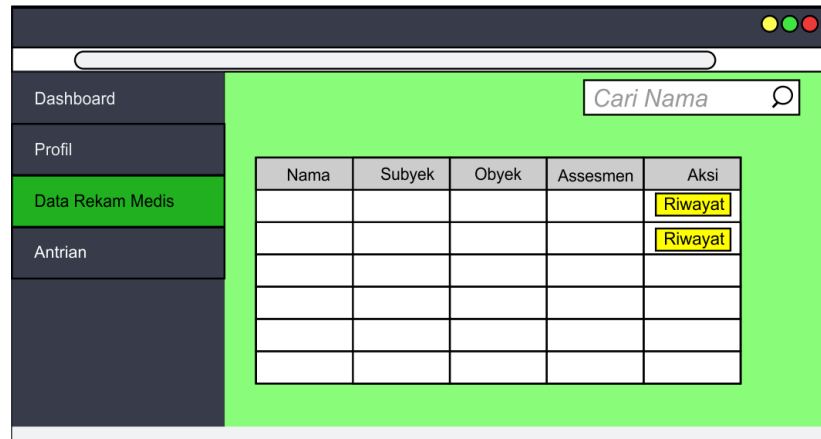 Cari Nama
Dashboard
Profil
Data Rekam Medis
Antrian
Nama Subyek Obyek Assesmen Aksi
Riwayat
Riwayat